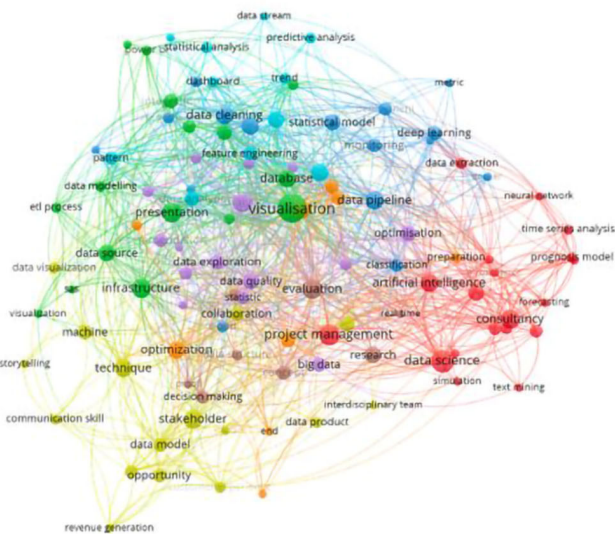 data stream
predictive analysis
statistical analysis
dashboard
trend
metric
data cleaning
statistical model
deep learning
monitoring
feature engineering
pattern
data extraction
database
data modelling
neural network
data pipeline
etl process
presentation
visualisation
time series analysis
optimisation
data source
preparation
prognosis model
data exploration
classification
data visualization
data quality
artificial intelligence
infrastructure
evaluation
sas
statistic
forecasting
visualization
collaboration
real time
consultancy
machine
project management
optimization
research
data science
storytelling
technique
big data
simulation
text mining
decision making
interdisciplinary team
communication skill
stakeholder
data product
end
data model
opportunity
revenue generation